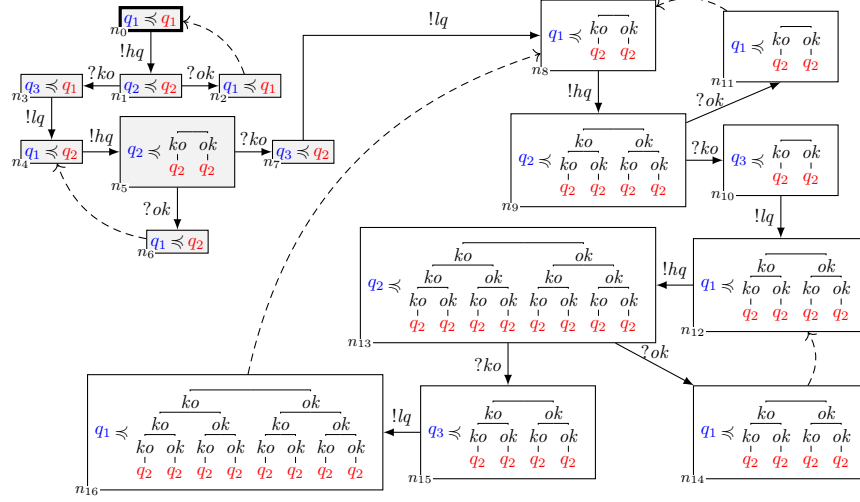 q1 ≼ q1
n0
!hq
q3 ≼ q1
n3
?ko
q2 ≼ q2
n1
?ok
q1 ≼ q1
n2
!lq
q1 ≼ q2
n4
!hq
q2 ≼
ko ok
q2 q2
n5
?ko
q3 ≼ q2
n7
?ok
q1 ≼ q2
n6
!lq
q1 ≼
ko ok
q2 q2
n8
q1 ≼
ko ok
q2 q2
n11
!hq
?ok
q2 ≼
ko ok
ko ok ko ok
q2 q2 q2 q2
n9
?ko
q3 ≼
ko ok
q2 q2
n10
!lq
q1 ≼
ko ok
ko ok ko ok
q2 q2 q2 q2
n12
!hq
q2 ≼
ko ok
ko ok ko ok
ko ok ko ok ko ok ko ok
q2 q2 q2 q2 q2 q2 q2 q2
n13
?ko
?ok
q1 ≼
ko ok
ko ok ko ok
ko ok ko ok ko ok ko ok
q2 q2 q2 q2 q2 q2 q2 q2
n16
!lq
q3 ≼
ko ok
ko ok ko ok
q2 q2 q2 q2
n15
q1 ≼
ko ok
ko ok ko ok
q2 q2 q2 q2
n14